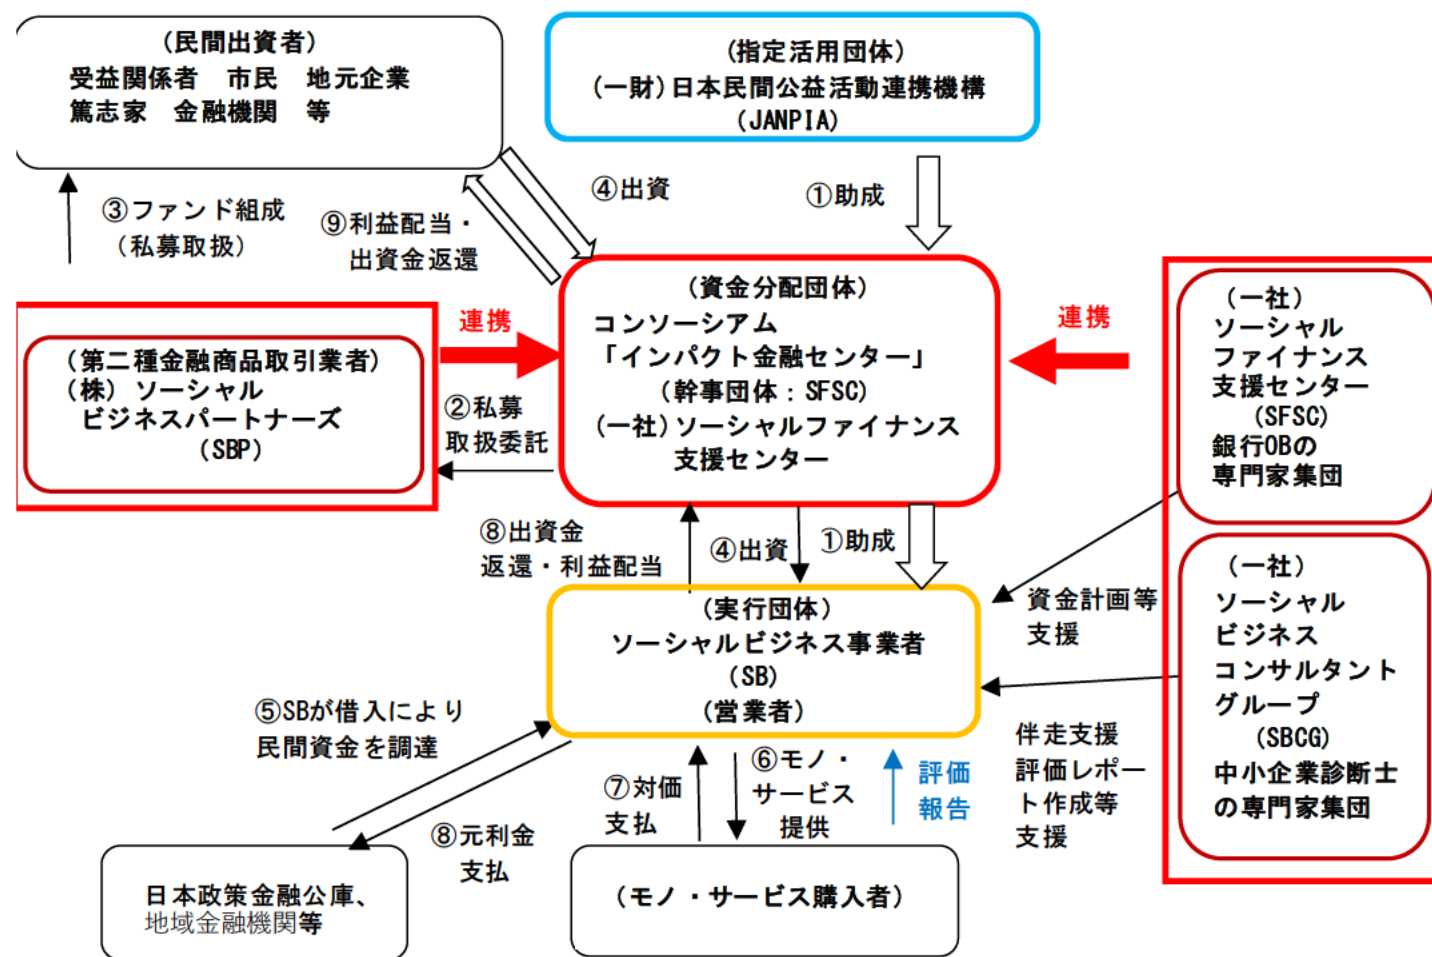 （民間出資者）
受益関係者　市民　地元企業
篤志家　金融機関　等
（指定活用団体）
（一財）日本民間公益活動連携機構
（JANPIA）
③ファンド組成
（私募取扱）
⑨利益配当・
出資金返還
④出資
①助成
（第二種金融商品取引業者）
（株）ソーシャル
ビジネスパートナーズ
（SBP）
連携
②私募
取扱委託
（資金分配団体）
コンソーシアム
「インパクト金融センター」
（幹事団体：SFSC）
（一社）ソーシャルファイナンス
支援センター
連携
（一社）
ソーシャル
ファイナンス
支援センター
（SFSC）
銀行OBの
専門家集団
⑧出資金
返還・利益配当
④出資
①助成
（実行団体）
ソーシャルビジネス事業者
（SB）
（営業者）
資金計画等
支援
（一社）
ソーシャル
ビジネス
コンサルタント
グループ
（SBCG）
中小企業診断士
の専門家集団
伴走支援
評価レポー
ト作成等
支援
⑤SBが借入により
民間資金を調達
⑧元利金
支払
⑦対価
支払
⑥モノ・
サービス
提供
評価
報告
日本政策金融公庫、
地域金融機関等
（モノ・サービス購入者）